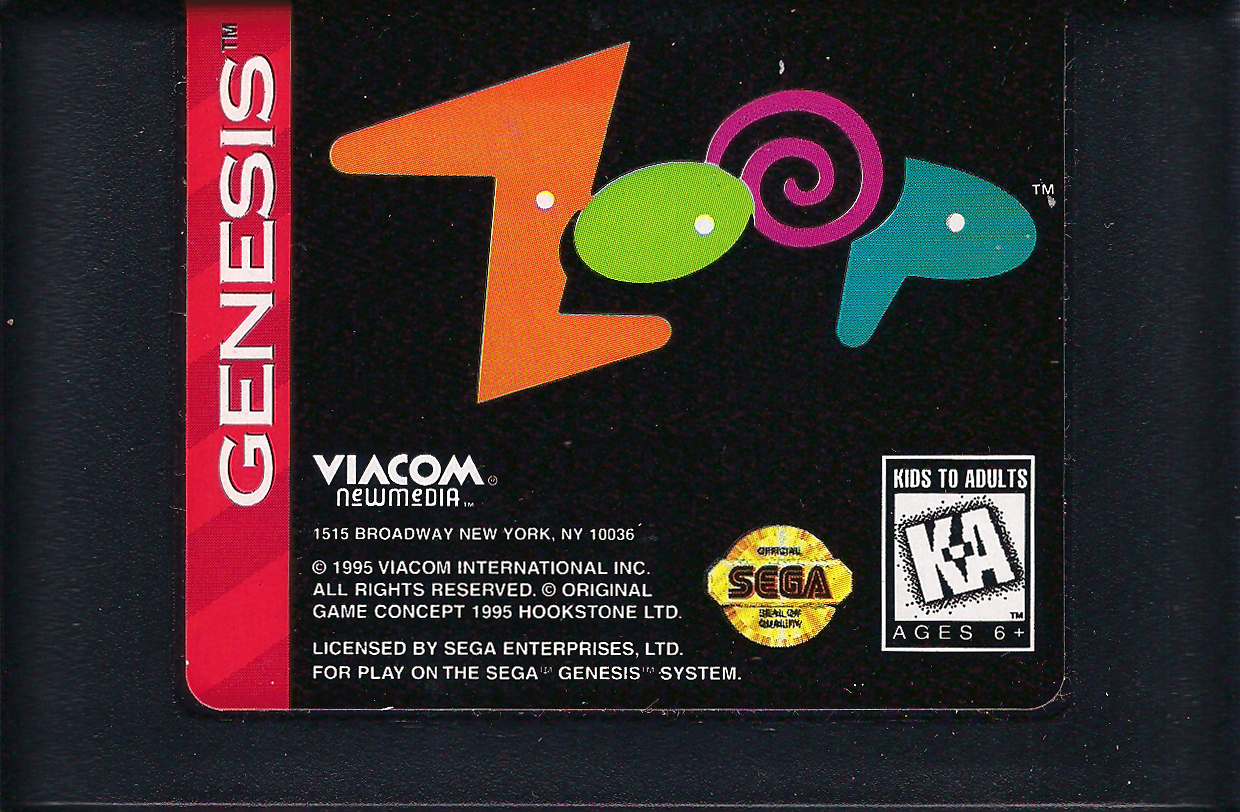 GENESIS™
Zoop™
VIACOM®
newmedia™
1515 BROADWAY NEW YORK, NY 10036
© 1995 VIACOM INTERNATIONAL INC.
ALL RIGHTS RESERVED. © ORIGINAL
GAME CONCEPT 1995 HOOKSTONE LTD.
LICENSED BY SEGA ENTERPRISES, LTD.
FOR PLAY ON THE SEGA™ GENESIS™ SYSTEM.
OFFICIAL
SEGA
SEAL OF
QUALITY
KIDS TO ADULTS
K-A
™
AGES 6+